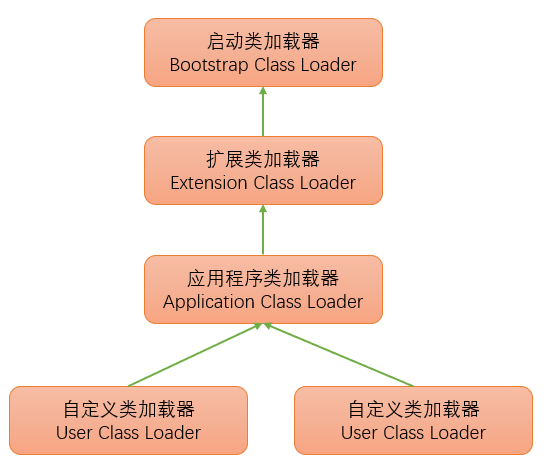 启动类加载器
Bootstrap Class Loader
扩展类加载器
Extension Class Loader
应用程序类加载器
Application Class Loader
自定义类加载器
User Class Loader
自定义类加载器
User Class Loader